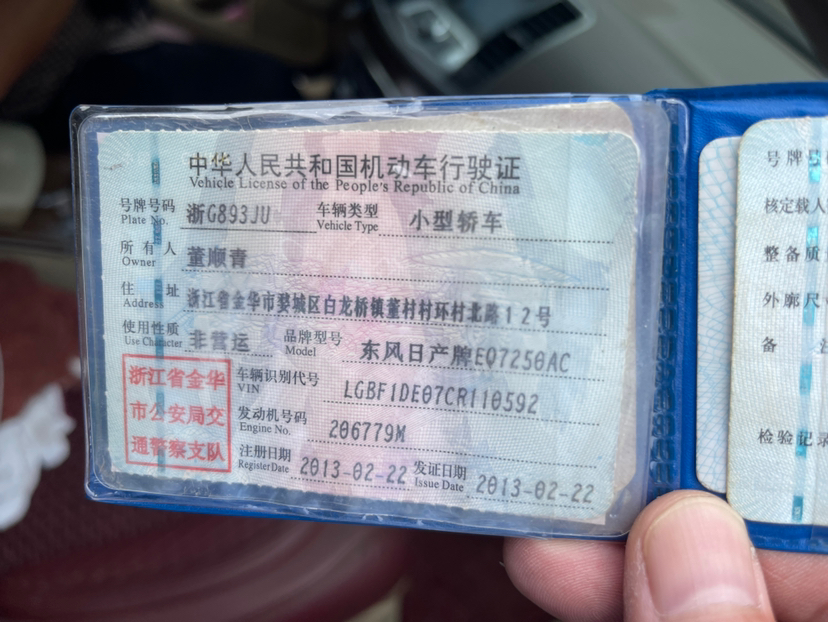 中华人民共和国机动车行驶证
Vehicle License of the People's Republic of China
号牌号码 浙G893JU 车辆类型 小型轿车
Plate No. Vehicle Type
所有人 董顺青
Owner
住址 浙江省金华市婺城区白龙桥镇董村村环村北路12号
Address
使用性质 非营运 品牌型号 东风日产牌EQ7250AC
Use Character Model
浙江省金华
市公安局交
通警察支队
车辆识别代号 LGBF1DE07CR110592
VIN
发动机号码 206779M
Engine No.
注册日期 2013-02-22 发证日期 2013-02-22
Register Date Issue Date
号牌号
核定载人
整备质
外廓尺
备
检验记录